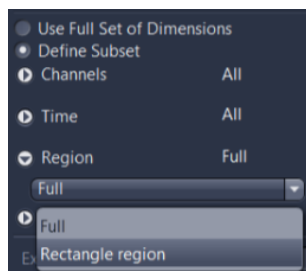 Use Full Set of Dimensions
Define Subset
Channels All
Time All
Region Full
Full
Full
Rectangle region